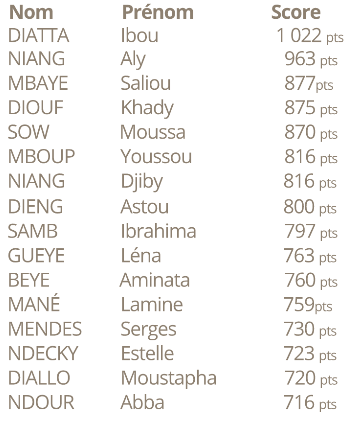 Nom Prénom Score
DIATTA Ibou 1 022 pts
NIANG Aly 963 pts
MBAYE Saliou 877pts
DIOUF Khady 875 pts
SOW Moussa 870 pts
MBOUP Youssou 816 pts
NIANG Djiby 816 pts
DIENG Astou 800 pts
SAMB Ibrahima 797 pts
GUEYE Léna 763 pts
BEYE Aminata 760 pts
MANÉ Lamine 759pts
MENDES Serges 730 pts
NDECKY Estelle 723 pts
DIALLO Moustapha 720 pts
NDOUR Abba 716 pts